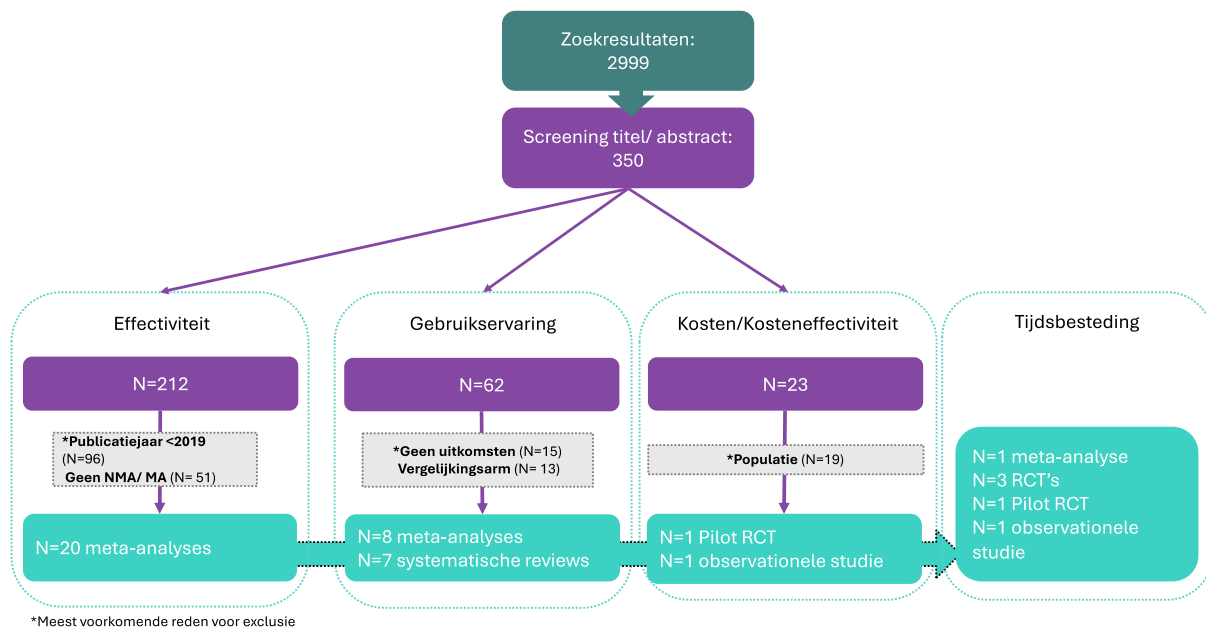 Zoekresultaten:
2999
Screening titel/ abstract:
350
Effectiviteit
N=212
*Publicatiejaar <2019
(N=96)
Geen NMA/ MA (N= 51)
N=20 meta-analyses
Gebruikservaring
N=62
*Geen uitkomsten (N=15)
Vergelijkingsarm (N= 13)
N=8 meta-analyses
N=7 systematische reviews
Kosten/Kosteneffectiviteit
N=23
*Populatie (N=19)
N=1 Pilot RCT
N=1 observationele studie
Tijdsbesteding
N=1 meta-analyse
N=3 RCT's
N=1 Pilot RCT
N=1 observationele
studie
*Meest voorkomende reden voor exclusie